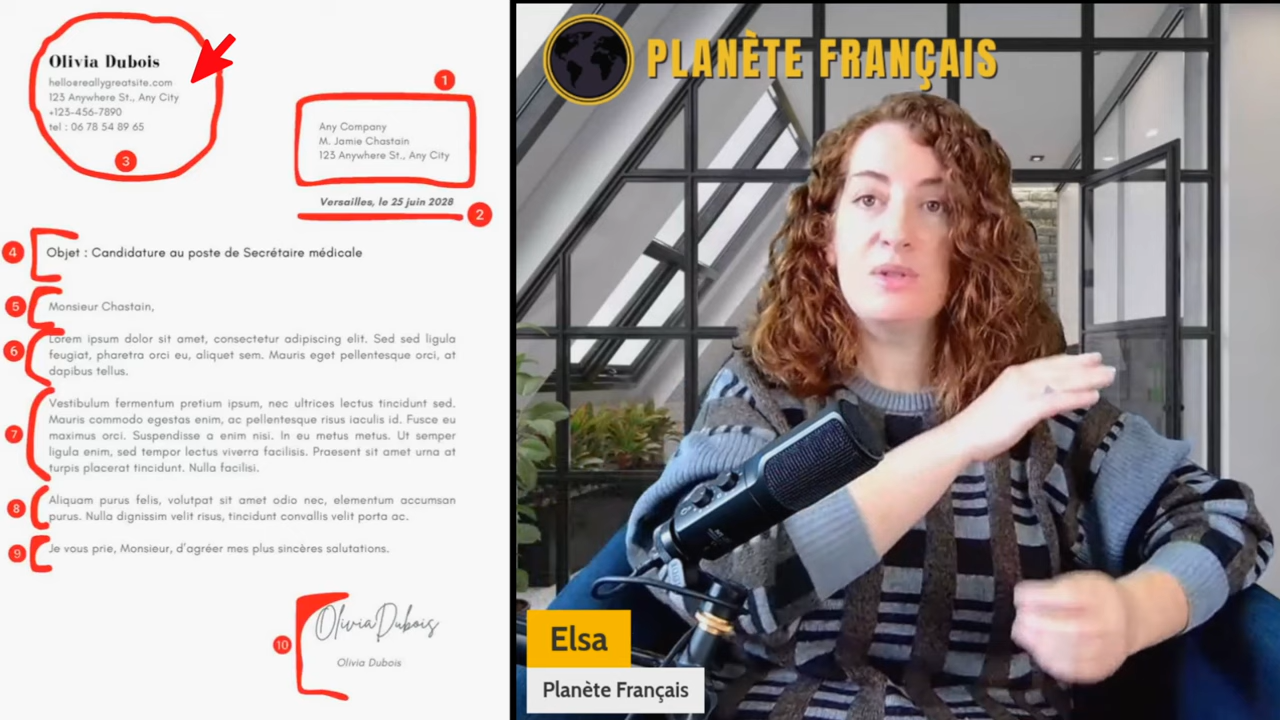 Olivia Dubois
hello@reallygreatsite.com
123 Anywhere St., Any City
+123-456-7890
tel : 06 78 54 89 65
3
1
Any Company
M. Jamie Chastain
123 Anywhere St., Any City
Versailles, le 25 juin 2028
2
4
Objet : Candidature au poste de Secrétaire médicale
5
Monsieur Chastain,
6
Lorem ipsum dolor sit amet, consectetur adipiscing elit. Sed sed ligula
feugiat, pharetra orci eu, aliquet sem. Mauris eget pellentesque orci, at
dapibus tellus.
7
Vestibulum fermentum pretium ipsum, nec ultrices lectus tincidunt sed.
Mauris commodo egestas enim, ac pellentesque risus iaculis id. Fusce eu
maximus orci. Suspendisse a enim nisi. In eu metus metus. Ut semper
ligula enim, sed tempor lectus viverra facilisis. Praesent sit amet urna at
turpis placerat tincidunt. Nulla facilisi.
8
Aliquam purus felis, volutpat sit amet odio nec, elementum accumsan
purus. Nulla dignissim velit risus, tincidunt convallis velit porta ac.
9
Je vous prie, Monsieur, d'agréer mes plus sincères salutations.
10
Olivia Dubois
Olivia Dubois
PLANÈTE FRANÇAIS
Elsa
Planète Français